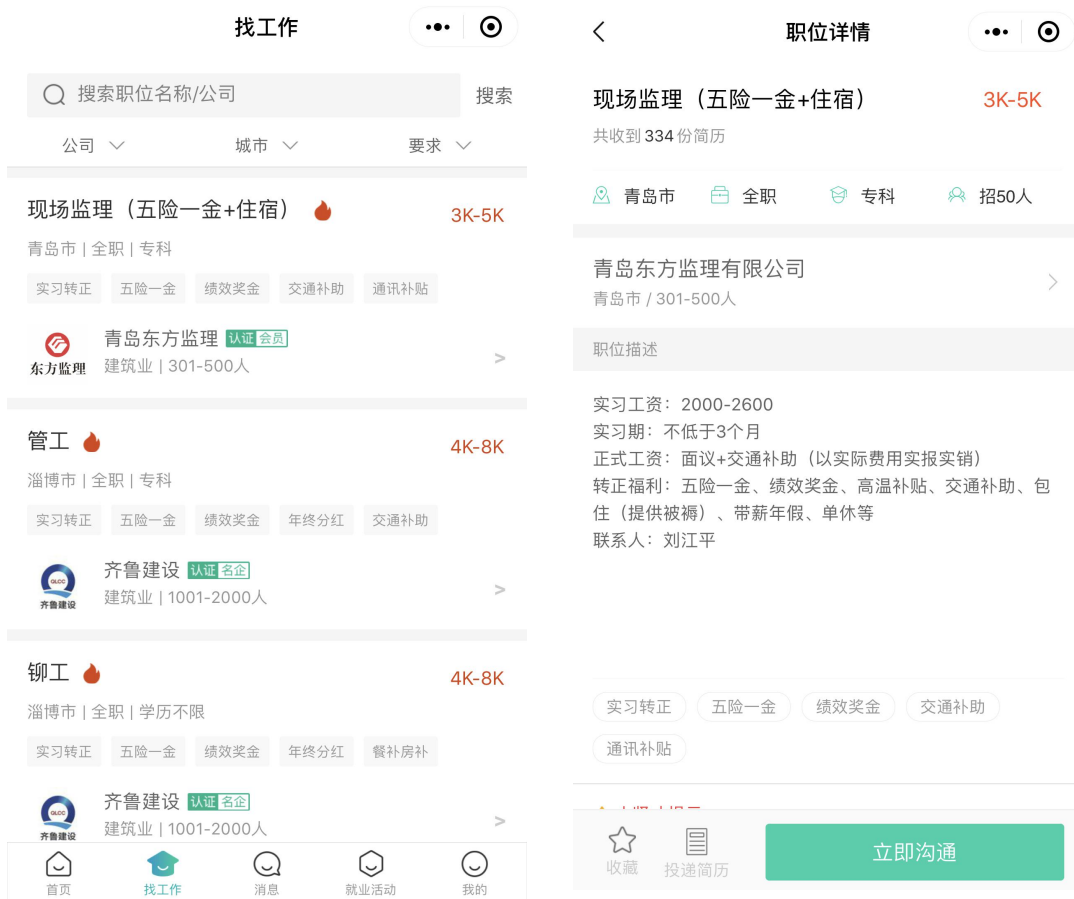 找工作
搜索职位名称/公司
搜索
公司 城市 要求
现场监理（五险一金+住宿）
3K-5K
青岛市 | 全职 | 专科
实习转正 五险一金 绩效奖金 交通补助 通讯补贴
东方监理
青岛东方监理 认证 会员
建筑业 | 301-500人
>
管工
4K-8K
淄博市 | 全职 | 专科
实习转正 五险一金 绩效奖金 年终分红 交通补助
QLCC
齐鲁建设
齐鲁建设 认证 名企
建筑业 | 1001-2000人
>
铆工
4K-8K
淄博市 | 全职 | 学历不限
实习转正 五险一金 绩效奖金 年终分红 餐补房补
QLCC
齐鲁建设
齐鲁建设 认证 名企
建筑业 | 1001-2000人
>
首页 找工作 消息 就业活动 我的
职位详情
现场监理（五险一金+住宿）
3K-5K
共收到 334 份简历
青岛市 全职 专科 招50人
青岛东方监理有限公司
青岛市 / 301-500人
职位描述
实习工资：2000-2600
实习期：不低于3个月
正式工资：面议+交通补助（以实际费用实报实销）
转正福利：五险一金、绩效奖金、高温补贴、交通补助、包
住（提供被褥）、带薪年假、单休等
联系人：刘江平
实习转正 五险一金 绩效奖金 交通补助
通讯补贴
收藏 投递简历 立即沟通